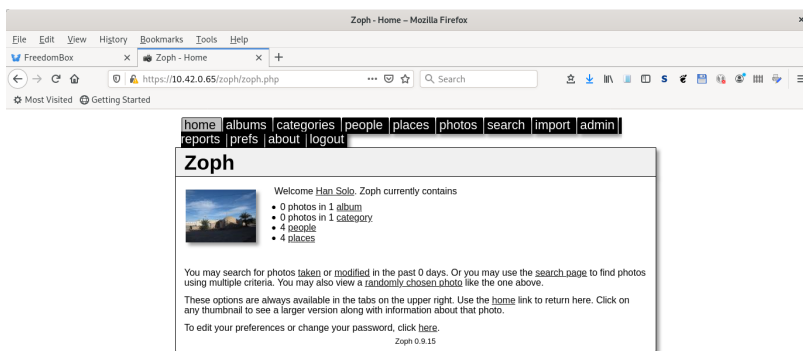 Zoph - Home – Mozilla Firefox
File Edit View History Bookmarks Tools Help
FreedomBox
Zoph - Home
https://10.42.0.65/zoph/zoph.php
Search
Most Visited Getting Started
home albums categories people places photos search import admin
reports prefs about logout
Zoph
Welcome Han Solo. Zoph currently contains
• 0 photos in 1 album
• 0 photos in 1 category
• 4 people
• 4 places
You may search for photos taken or modified in the past 0 days. Or you may use the search page to find photos
using multiple criteria. You may also view a randomly chosen photo like the one above.
These options are always available in the tabs on the upper right. Use the home link to return here. Click on
any thumbnail to see a larger version along with information about that photo.
To edit your preferences or change your password, click here.
Zoph 0.9.15